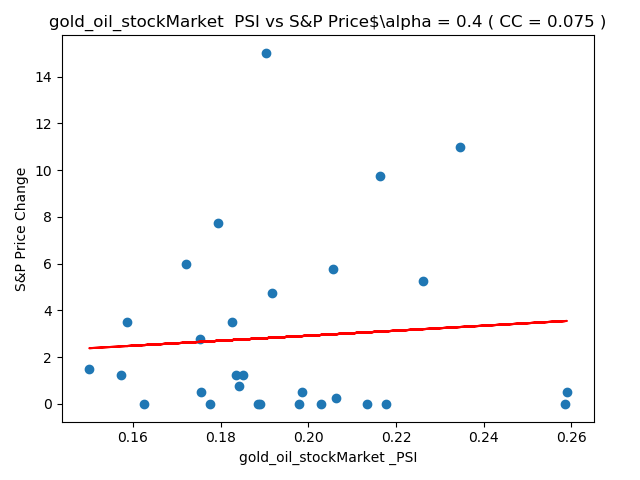 gold_oil_stockMarket  PSI vs S&P Price$\alpha = 0.4 ( CC = 0.075 )
S&P Price Change
14
12
10
8
6
4
2
0
0.16 0.18 0.20 0.22 0.24 0.26
gold_oil_stockMarket _PSI